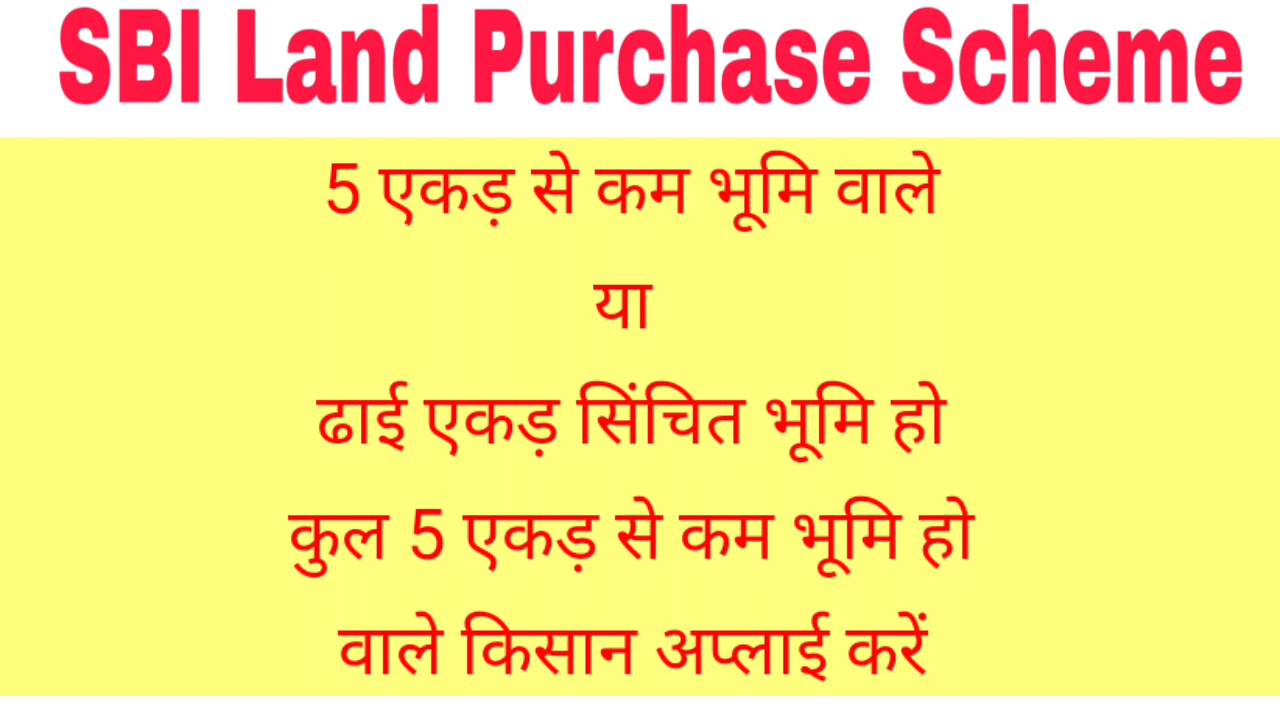 SBI Land Purchase Scheme
5 एकड़ से कम भूमि वाले
या
ढाई एकड़ सिंचित भूमि हो
कुल 5 एकड़ से कम भूमि हो
वाले किसान अप्लाई करें